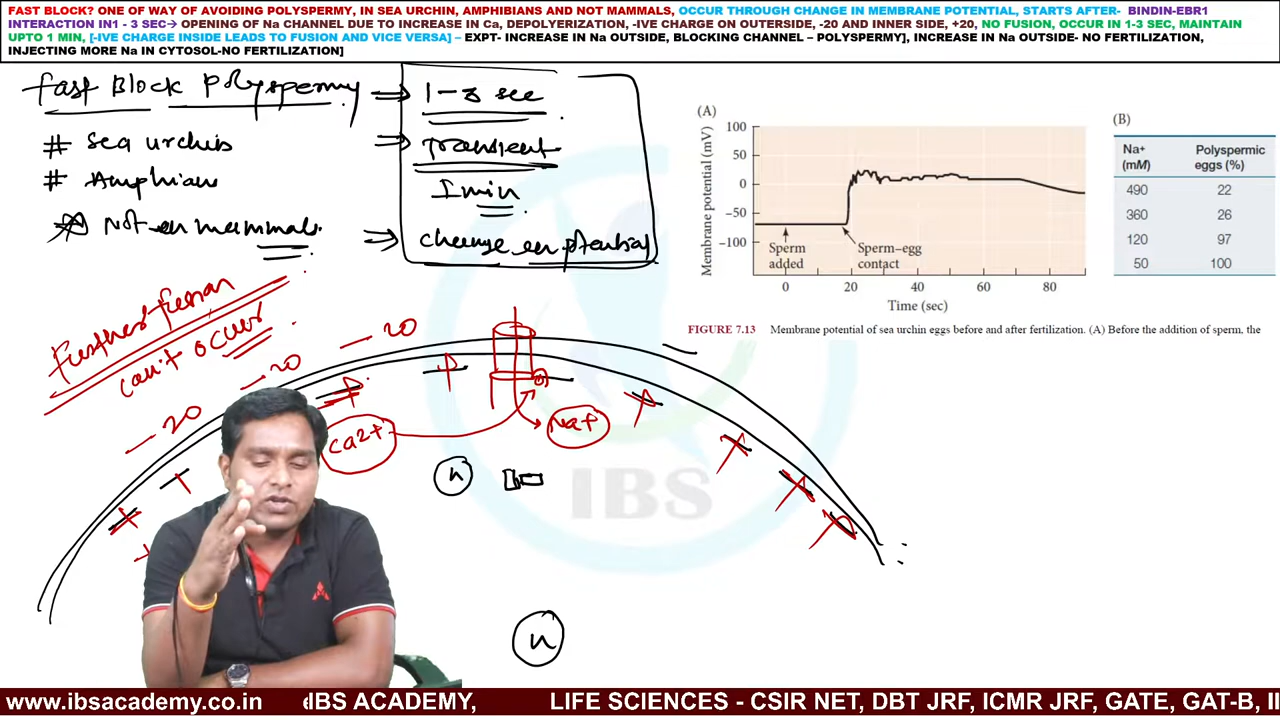 FAST BLOCK? ONE OF WAY OF AVOIDING POLYSPERMY, IN SEA URCHIN, AMPHIBIANS AND NOT MAMMALS, OCCUR THROUGH CHANGE IN MEMBRANE POTENTIAL, STARTS AFTER- BINDIN-EBR1
INTERACTION IN1 - 3 SEC→ OPENING OF Na CHANNEL DUE TO INCREASE IN Ca, DEPOLYERIZATION, -IVE CHARGE ON OUTERSIDE, -20 AND INNER SIDE, +20, NO FUSION, OCCUR IN 1-3 SEC, MAINTAIN
UPTO 1 MIN, [-IVE CHARGE INSIDE LEADS TO FUSION AND VICE VERSA] – EXPT- INCREASE IN Na OUTSIDE, BLOCKING CHANNEL – POLYSPERMY], INCREASE IN Na OUTSIDE- NO FERTILIZATION,
INJECTING MORE Na IN CYTOSOL-NO FERTILIZATION]
Fast Block Polyspermy ⇒ 1-3 sec
# Sea urchin ⇒ Transient
# Amphian 1 min
Not en mammals. ⇒ change en potential
(A)
Membrane potential (mV)
100
50
0
−50
−100
Sperm added
Sperm–egg contact
0 20 40 60 80
Time (sec)
(B)
Na+ (mM) Polyspermic eggs (%)
490 22
360 26
120 97
50 100
FIGURE 7.13 Membrane potential of sea urchin eggs before and after fertilization. (A) Before the addition of sperm, the
Further fusion
can't occur
-20
-20
-20
Ca2+
Na+
n
n
IBS
www.ibsacademy.co.in IBS ACADEMY, LIFE SCIENCES - CSIR NET, DBT JRF, ICMR JRF, GATE, GAT-B, II